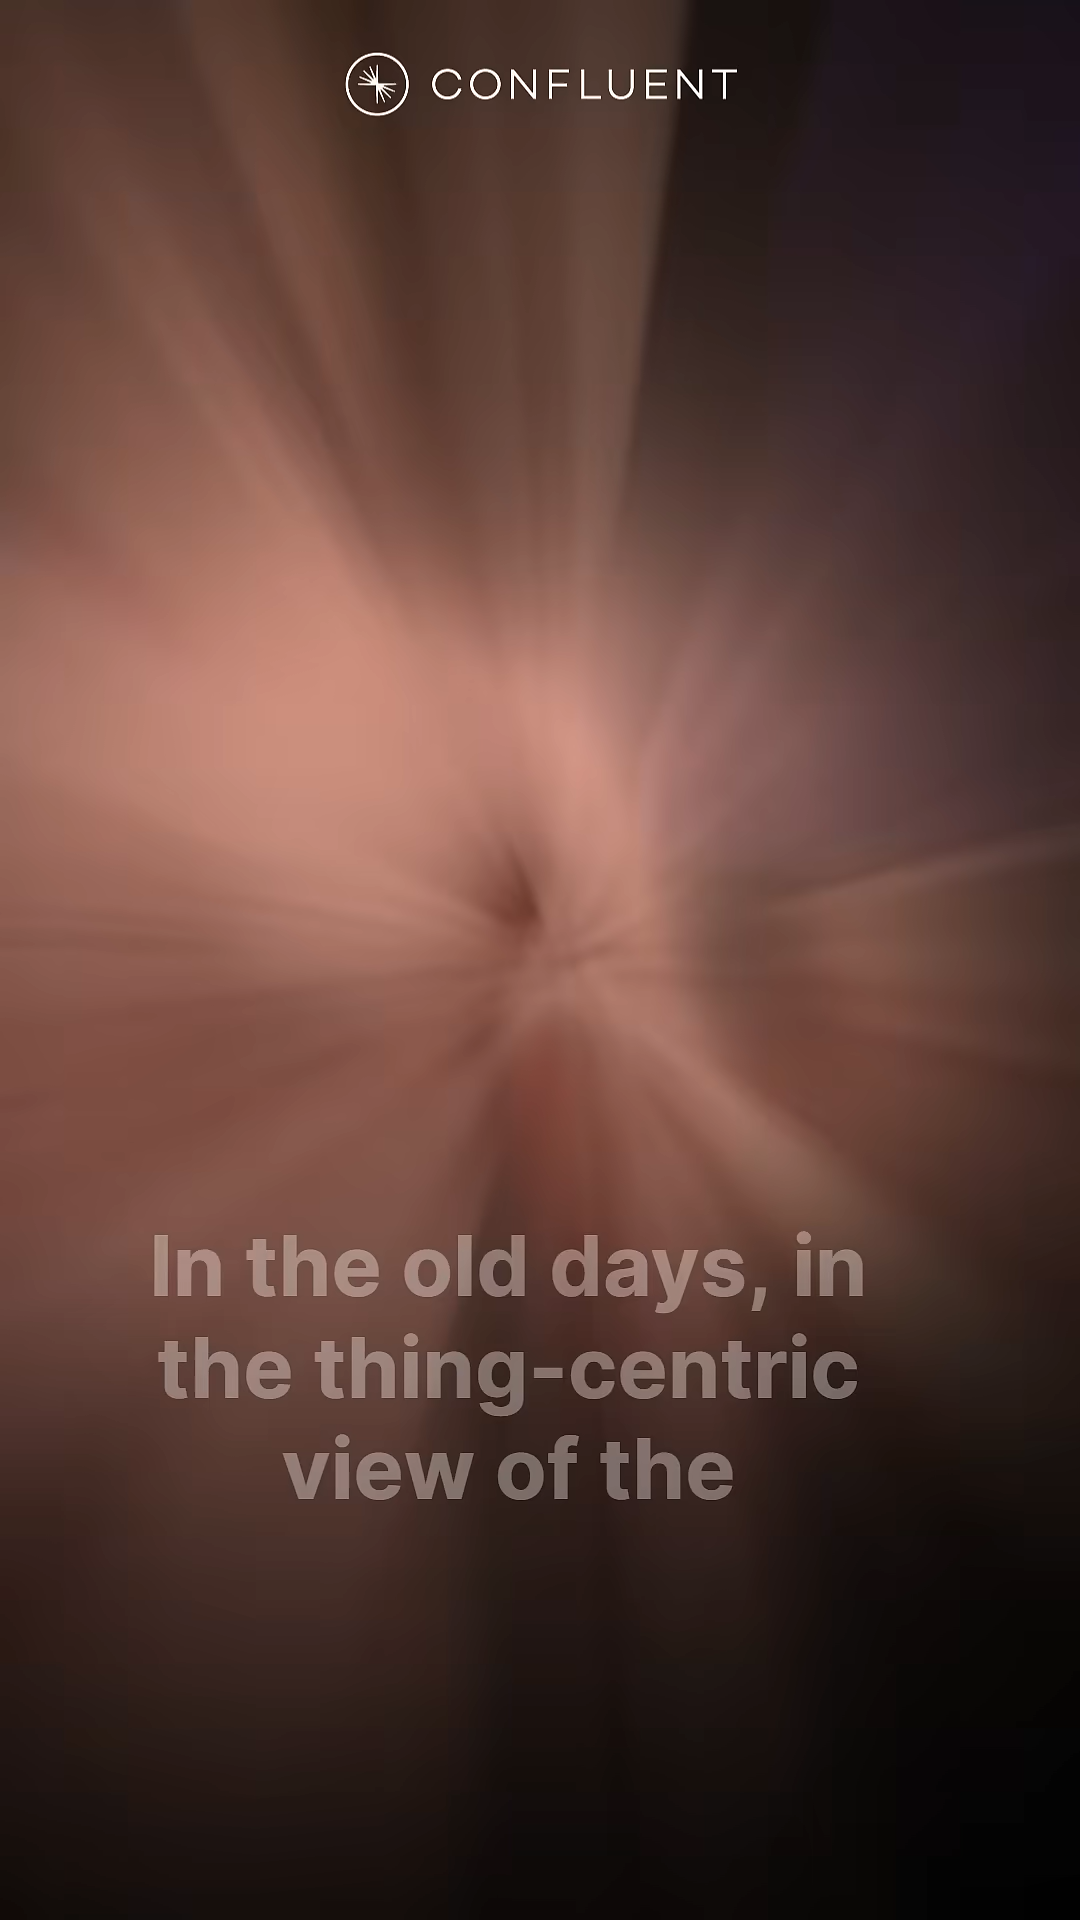 CONFLUENT
In the old days, in
the thing-centric
view of the